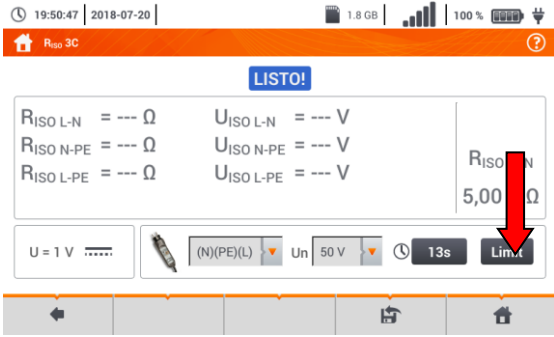 19:50:47 2018-07-20 1.8 GB 100 %
RISO 3C ?
LISTO!
RISO L-N = --- Ω UISO L-N = --- V
RISO N-PE = --- Ω UISO N-PE = --- V
RISO L-PE = --- Ω UISO L-PE = --- V
RISO N
5,00 Ω
U = 1 V (N)(PE)(L) Un 50 V 13s Limit